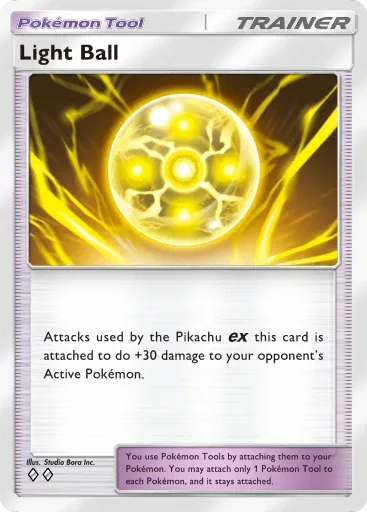 Pokémon Tool
TRAINER
Light Ball
Attacks used by the Pikachu ex this card is
attached to do +30 damage to your opponent's
Active Pokémon.
Illus. Studio Bora Inc.
You use Pokémon Tools by attaching them to your
Pokémon. You may attach only 1 Pokémon Tool to
each Pokémon, and it stays attached.